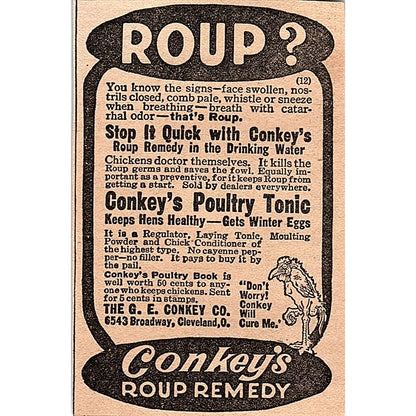 ROUP?
(12)
You know the signs—face swollen, nos-
trils closed, comb pale, whistle or sneeze
when breathing—breath with catar-
rhal odor—that's Roup.
Stop It Quick with Conkey's
Roup Remedy in the Drinking Water
Chickens doctor themselves. It kills the
Roup germs and saves the fowl. Equally im-
portant as a preventive, for it keeps Roup from
getting a start. Sold by dealers everywhere.
Conkey's Poultry Tonic
Keeps Hens Healthy—Gets Winter Eggs
It is a Regulator, Laying Tonic, Moulting
Powder and Chick Conditioner of
the highest type. No cayenne pep-
per—no filler. It pays to buy it by
the pail.
Conkey's Poultry Book is
well worth 50 cents to any-
one who keeps chickens. Sent
for 5 cents in stamps.
THE G. E. CONKEY CO.
6543 Broadway, Cleveland, O.
"Don't
Worry!
Conkey
Will
Cure Me."
Conkey's
ROUP REMEDY